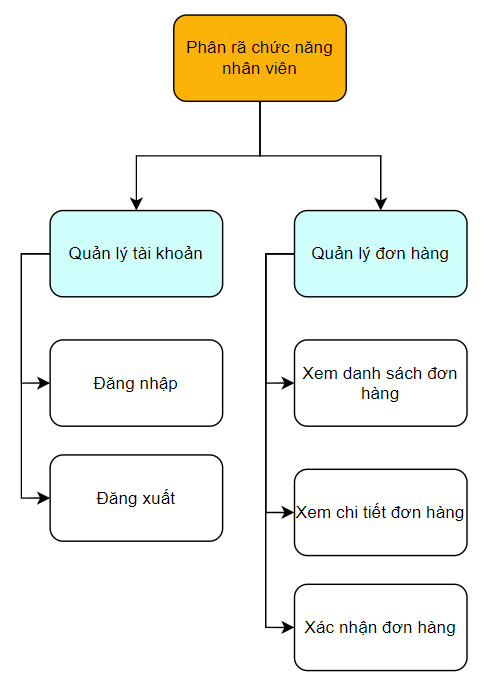 Phân rã chức năng
nhân viên
Quản lý tài khoản
Đăng nhập
Đăng xuất
Quản lý đơn hàng
Xem danh sách đơn
hàng
Xem chi tiết đơn hàng
Xác nhận đơn hàng